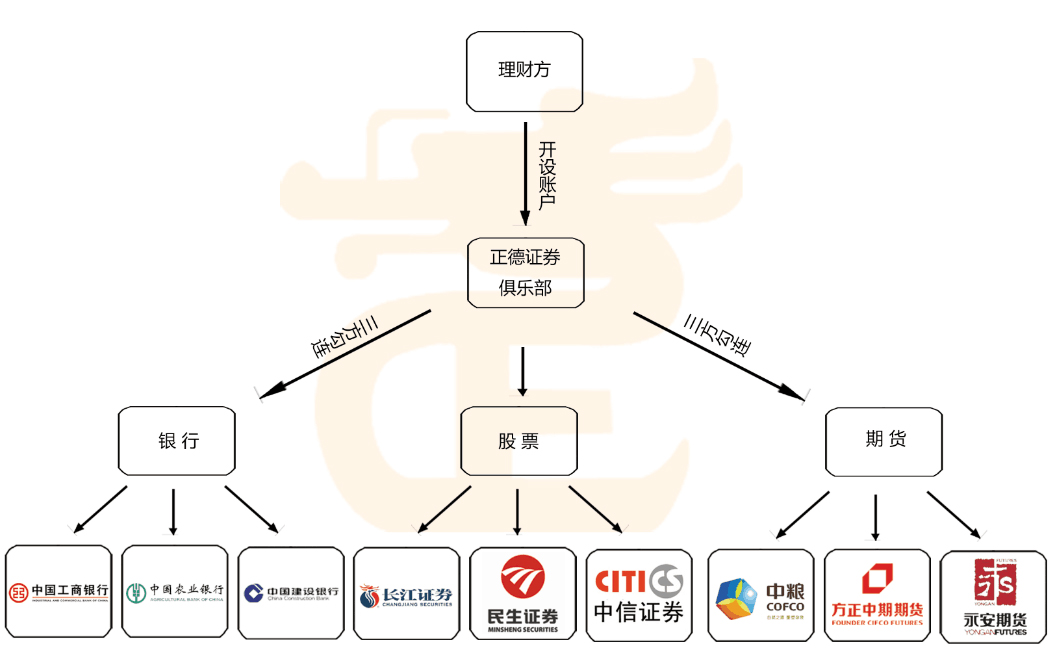 理财方
开设账户
正德证券
俱乐部
三方勾连
三方勾连
银行
股票
期货
中国工商银行
INDUSTRIAL AND COMMERCIAL BANK OF CHINA
中国农业银行
AGRICULTURAL BANK OF CHINA
中国建设银行
China Construction Bank
长江证券
CHANGJIANG SECURITIES
民生证券
MINSHENG SECURITIES
CITICS
中信证券
中粮
COFCO
方正中期期货
FOUNDER CIFCO FUTURES
FUTURES
YONGAN
永安期货
YONGANFUTURES